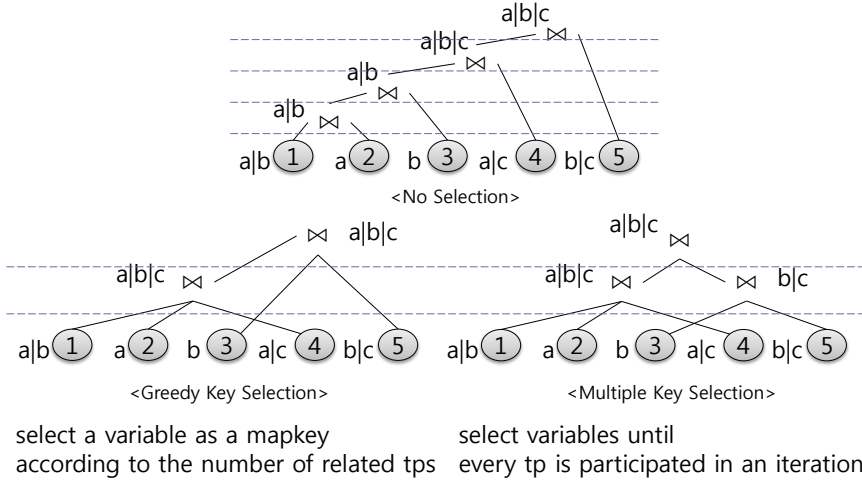 a|b|c
a|b|c
a|b
a|b
a|b 1 a 2 b 3 a|c 4 b|c 5
<No Selection>
a|b|c
a|b|c
a|b 1 a 2 b 3 a|c 4 b|c 5
<Greedy Key Selection>
select a variable as a mapkey
according to the number of related tps
a|b|c
a|b|c b|c
a|b 1 a 2 b 3 a|c 4 b|c 5
<Multiple Key Selection>
select variables until
every tp is participated in an iteration